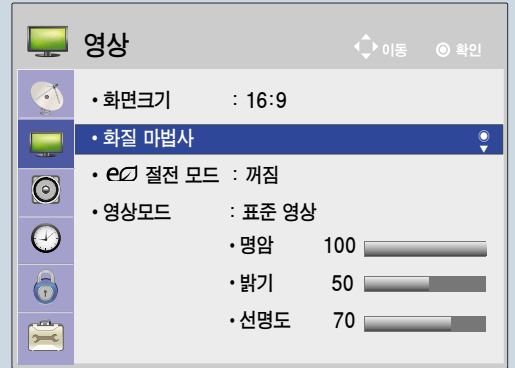 영상 이동 확인
• 화면크기 : 16:9
• 화질 마법사
• 절전 모드 : 꺼짐
• 영상모드 : 표준 영상
• 명암 100
• 밝기 50
• 선명도 70